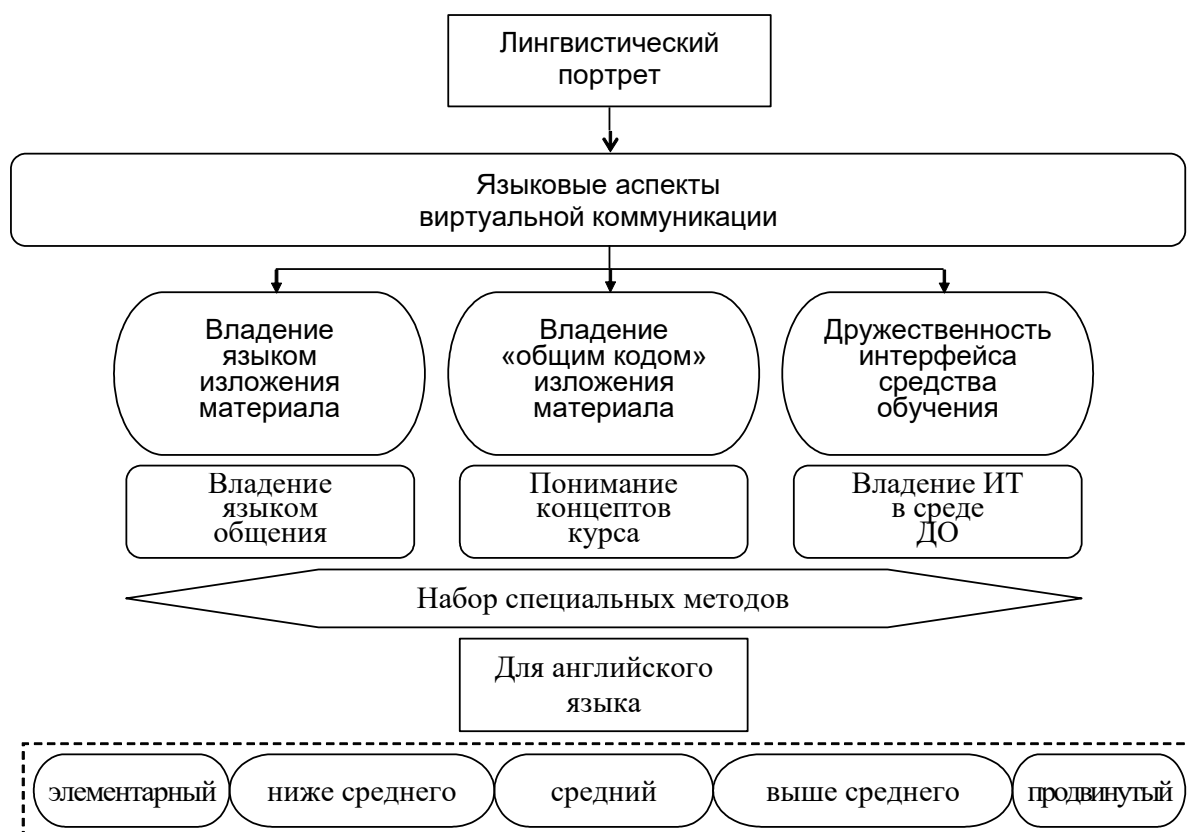 Лингвистический
портрет
Языковые аспекты
виртуальной коммуникации
Владение
языком
изложения
материала
Владение
«общим кодом»
изложения
материала
Дружественность
интерфейса
средства
обучения
Владение
языком
общения
Понимание
концептов
курса
Владение ИТ
в среде
ДО
Набор специальных методов
Для английского
языка
элементарный
ниже среднего
средний
выше среднего
продвинутый